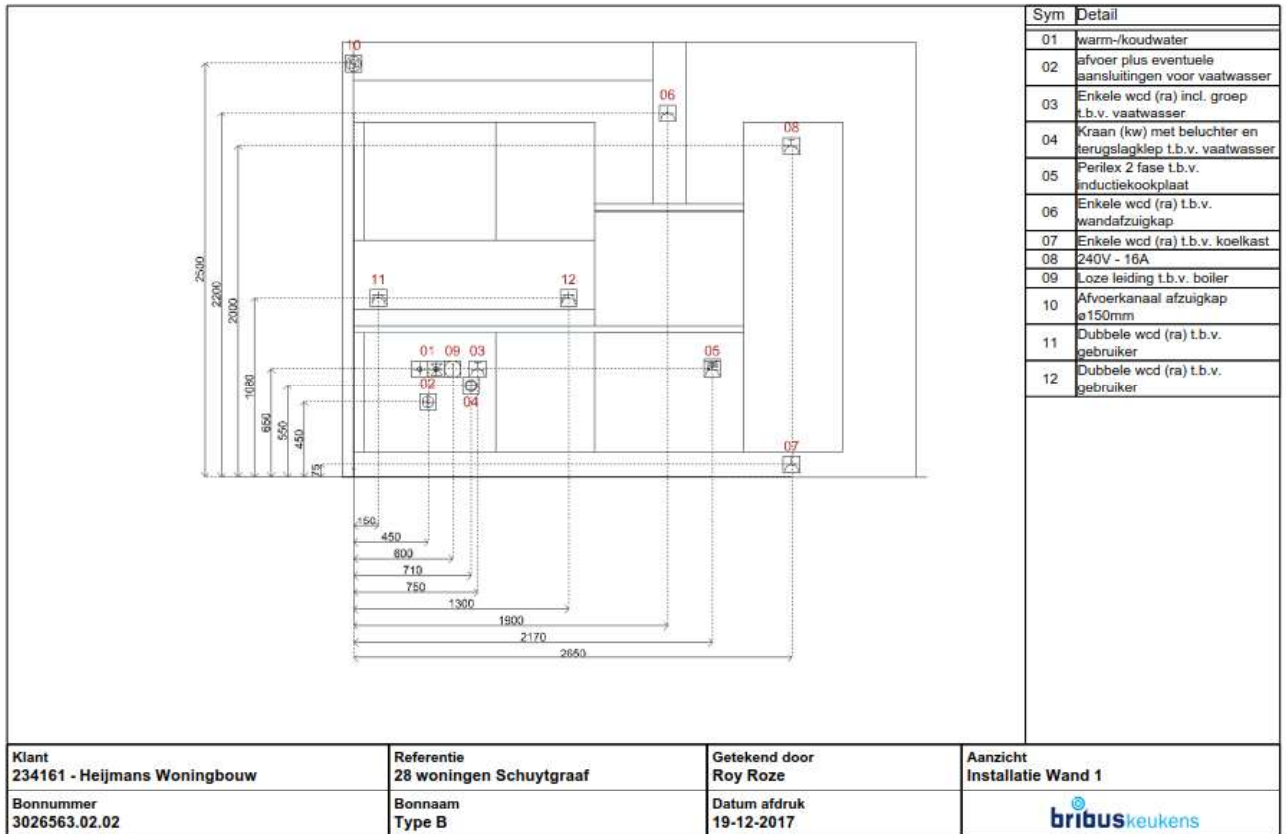 Sym Detail
01 warm-/koudwater
02 afvoer plus eventuele
aansluitingen voor vaatwasser
03 Enkele wcd (ra) incl. groep
t.b.v. vaatwasser
04 Kraan (kw) met beluchter en
terugslagklep t.b.v. vaatwasser
05 Perilex 2 fase t.b.v.
inductiekookplaat
06 Enkele wcd (ra) t.b.v.
wandafzuigkap
07 Enkele wcd (ra) t.b.v. koelkast
08 240V - 16A
09 Loze leiding t.b.v. boiler
10 Afvoerkanaal afzuigkap
ø150mm
11 Dubbele wcd (ra) t.b.v.
gebruiker
12 Dubbele wcd (ra) t.b.v.
gebruiker
10
06
08
11
12
01 09 03
05
02
04
07
2500
2200
2000
1080
650
550
450
75
150
450
600
710
750
1300
1900
2170
2650
Klant
234161 - Heijmans Woningbouw
Referentie
28 woningen Schuytgraaf
Getekend door
Roy Roze
Aanzicht
Installatie Wand 1
Bonnummer
3026563.02.02
Bonnaam
Type B
Datum afdruk
19-12-2017
bribuskeukens